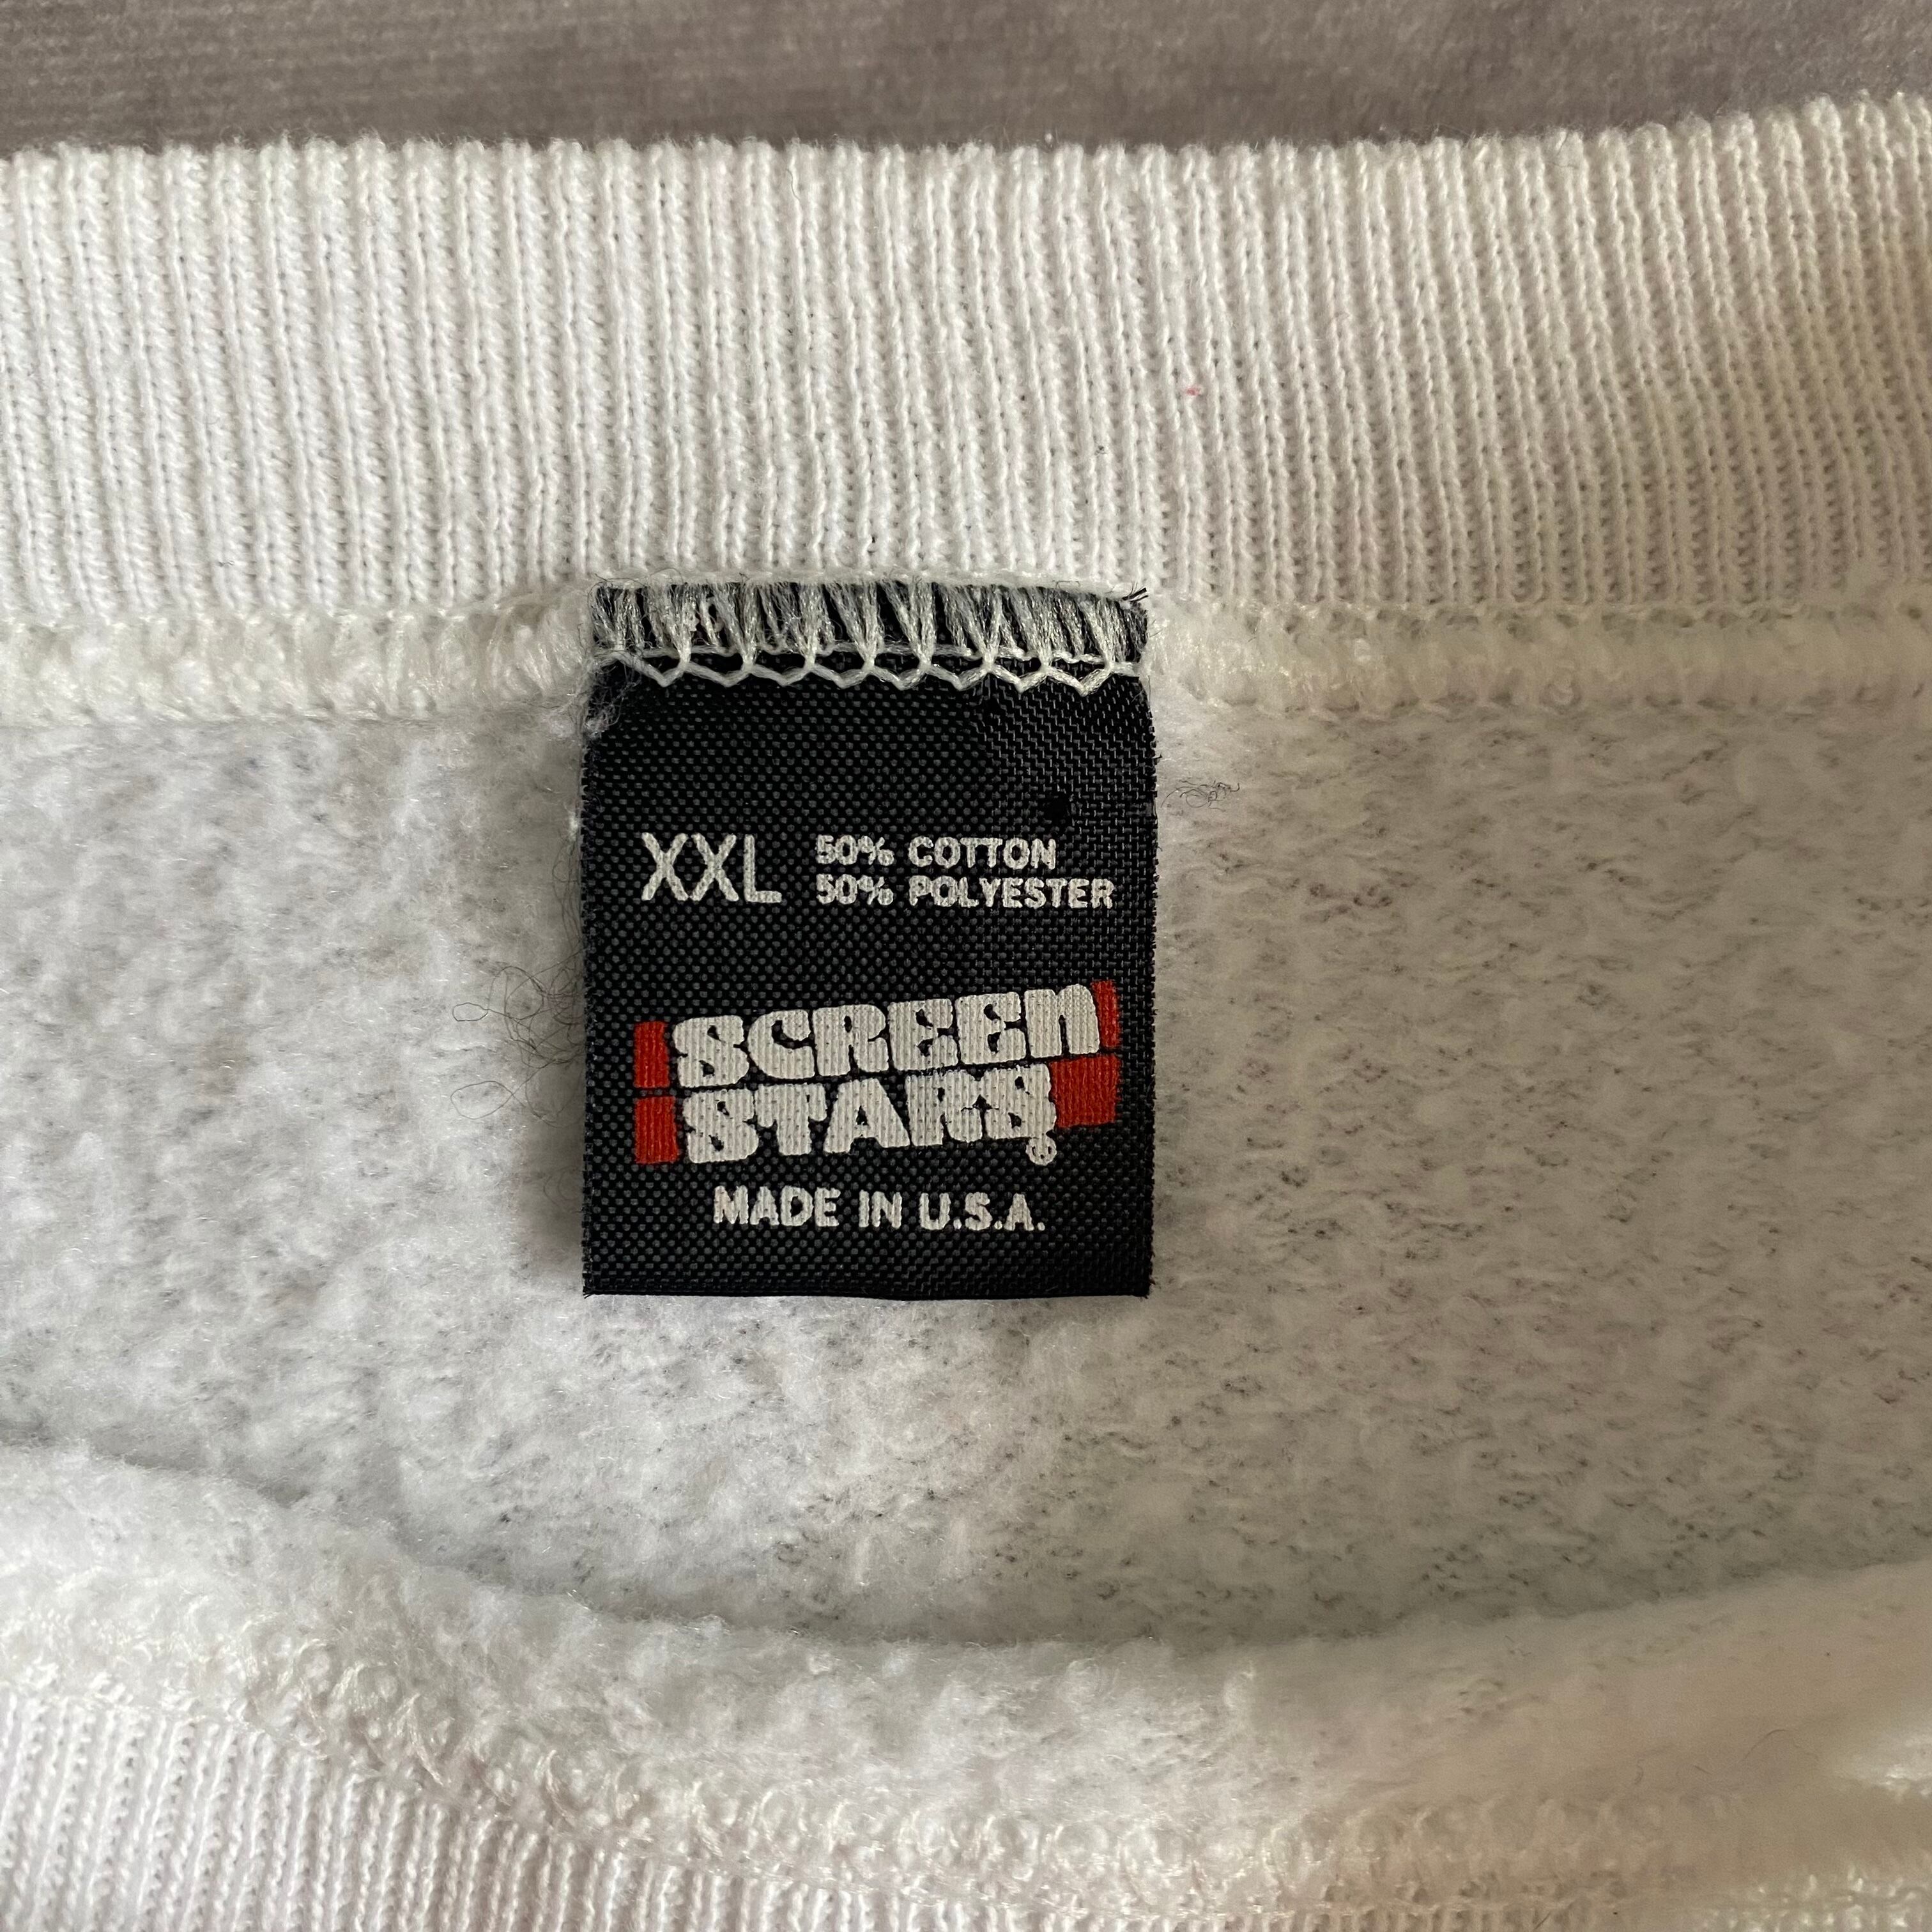 XXL 50% COTTON
50% POLYESTER
SCREEN
STARS®
MADE IN U.S.A.